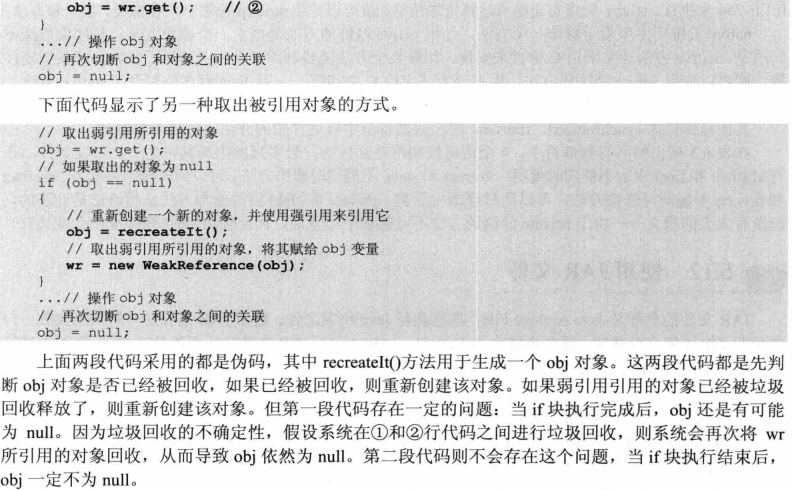 obj = wr.get();    // ②
}
...// 操作 obj 对象
// 再次切断 obj 和对象之间的关联
obj = null;
下面代码显示了另一种取出被引用对象的方式。
// 取出弱引用所引用的对象
obj = wr.get();
// 如果取出的对象为 null
if (obj == null)
{
// 重新创建一个新的对象，并使用强引用来引用它
obj = recreateIt();
// 取出弱引用所引用的对象，将其赋给 obj 变量
wr = new WeakReference(obj);
}
...// 操作 obj 对象
// 再次切断 obj 和对象之间的关联
obj = null;
上面两段代码采用的都是伪码，其中 recreateIt()方法用于生成一个 obj 对象。这两段代码都是先判
断 obj 对象是否已经被回收，如果已经被回收，则重新创建该对象。如果弱引用引用的对象已经被垃圾
回收释放了，则重新创建该对象。但第一段代码存在一定的问题：当 if 块执行完成后，obj 还是有可能
为 null。因为垃圾回收的不确定性，假设系统在①和②行代码之间进行垃圾回收，则系统会再次将 wr
所引用的对象回收，从而导致 obj 依然为 null。第二段代码则不会存在这个问题，当 if 块执行结束后，
obj 一定不为 null。